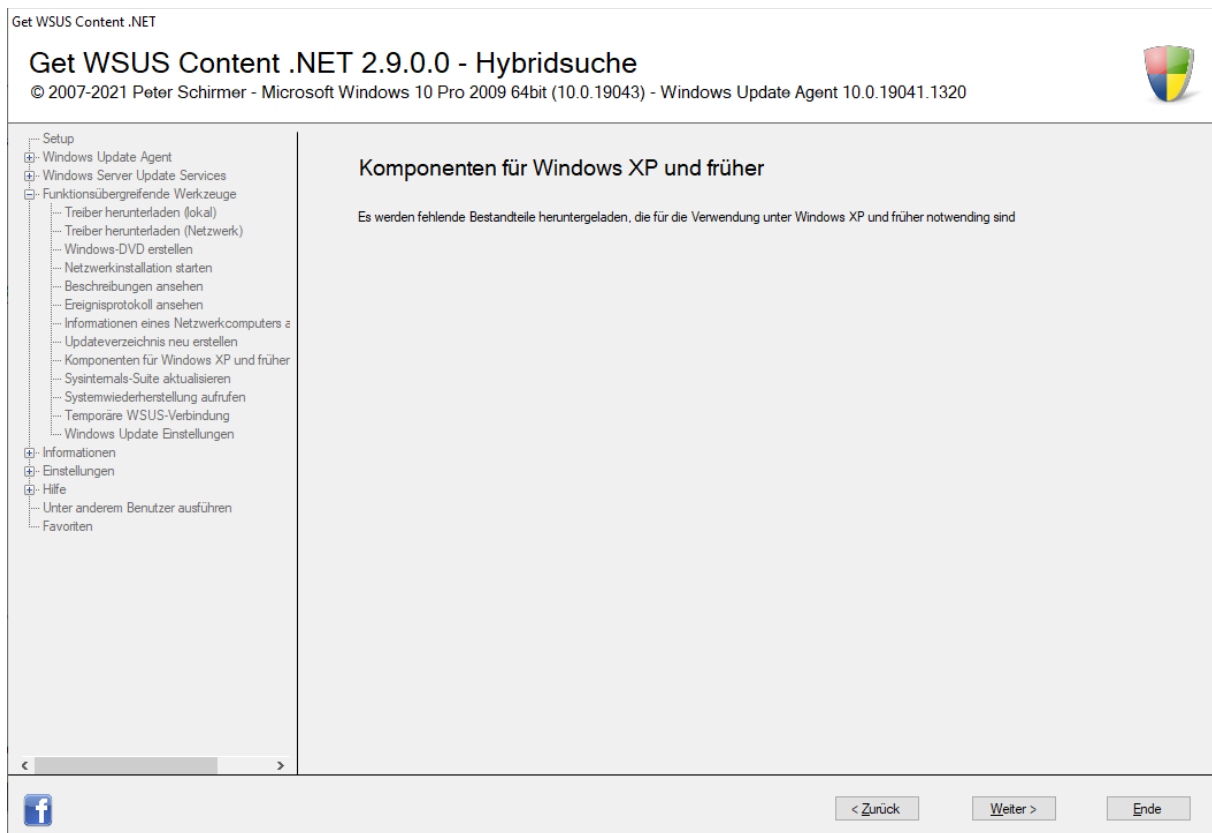 Get WSUS Content .NET
Get WSUS Content .NET 2.9.0.0 - Hybridsuche
© 2007-2021 Peter Schirmer - Microsoft Windows 10 Pro 2009 64bit (10.0.19043) - Windows Update Agent 10.0.19041.1320
Setup
Windows Update Agent
Windows Server Update Services
Funktionsübergreifende Werkzeuge
Treiber herunterladen (lokal)
Treiber herunterladen (Netzwerk)
Windows-DVD erstellen
Netzwerkinstallation starten
Beschreibungen ansehen
Ereignisprotokoll ansehen
Informationen eines Netzwerkcomputers a
Updateverzeichnis neu erstellen
Komponenten für Windows XP und früher
Sysinternals-Suite aktualisieren
Systemwiederherstellung aufrufen
Temporäre WSUS-Verbindung
Windows Update Einstellungen
Informationen
Einstellungen
Hilfe
Unter anderem Benutzer ausführen
Favoriten
Komponenten für Windows XP und früher
Es werden fehlende Bestandteile heruntergeladen, die für die Verwendung unter Windows XP und früher notwending sind
f
< Zurück
Weiter >
Ende